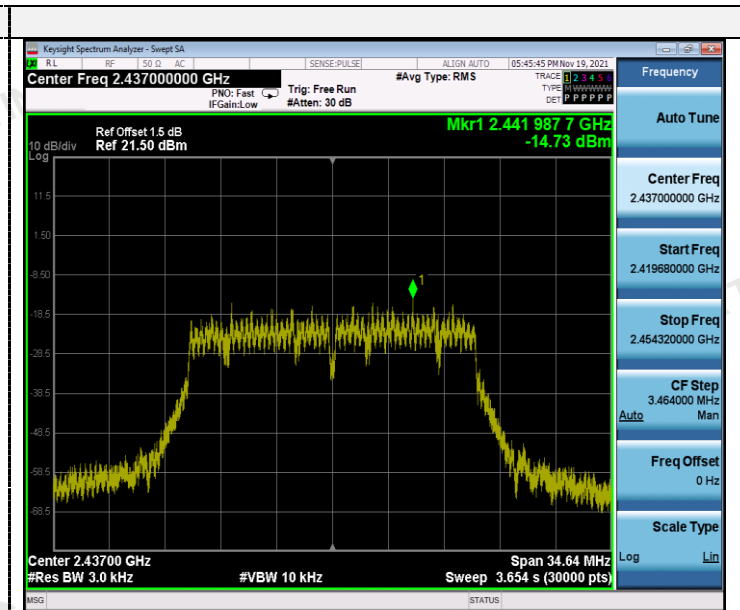 Keysight Spectrum Analyzer - Swept SA
RL RF 50 Ω AC SENSE:PULSE ALIGN AUTO 05:45:45 PM Nov 19, 2021
Center Freq 2.437000000 GHz
PNO: Fast
IFGain:Low
Trig: Free Run
#Atten: 30 dB
#Avg Type: RMS
TRACE 1 2 3 4 5 6
TYPE M WWWWW
DET P P P P P P
Frequency
Ref Offset 1.5 dB
10 dB/div Ref 21.50 dBm
Log
Mkr1 2.441 987 7 GHz
-14.73 dBm
11.5
1.50
-8.50
-18.5
-28.5
-38.5
-48.5
-58.5
-68.5
1
Center 2.43700 GHz
Span 34.64 MHz
#Res BW 3.0 kHz
#VBW 10 kHz
Sweep 3.654 s (30000 pts)
MSG
STATUS
Auto Tune
Center Freq
2.437000000 GHz
Start Freq
2.419680000 GHz
Stop Freq
2.454320000 GHz
CF Step
3.464000 MHz
Auto Man
Freq Offset
0 Hz
Scale Type
Log Lin